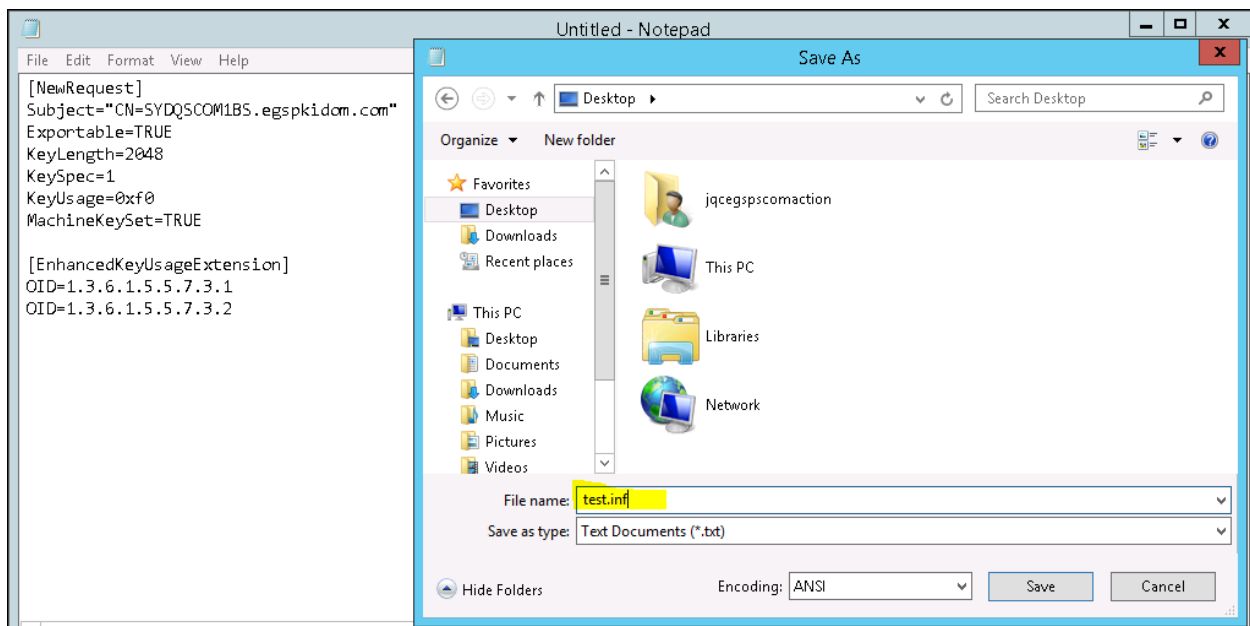 Untitled - Notepad
File Edit Format View Help
[NewRequest]
Subject="CN=SYDQSCOM1BS.egspkidom.com"
Exportable=TRUE
KeyLength=2048
KeySpec=1
KeyUsage=0xf0
MachineKeySet=TRUE
[EnhancedKeyUsageExtension]
OID=1.3.6.1.5.5.7.3.1
OID=1.3.6.1.5.5.7.3.2
Save As
Desktop
Search Desktop
Organize New folder
Favorites
Desktop
Downloads
Recent places
This PC
Desktop
Documents
Downloads
Music
Pictures
Videos
jqcegspscomaction
This PC
Libraries
Network
File name: test.inf
Save as type: Text Documents (*.txt)
Hide Folders
Encoding: ANSI
Save
Cancel